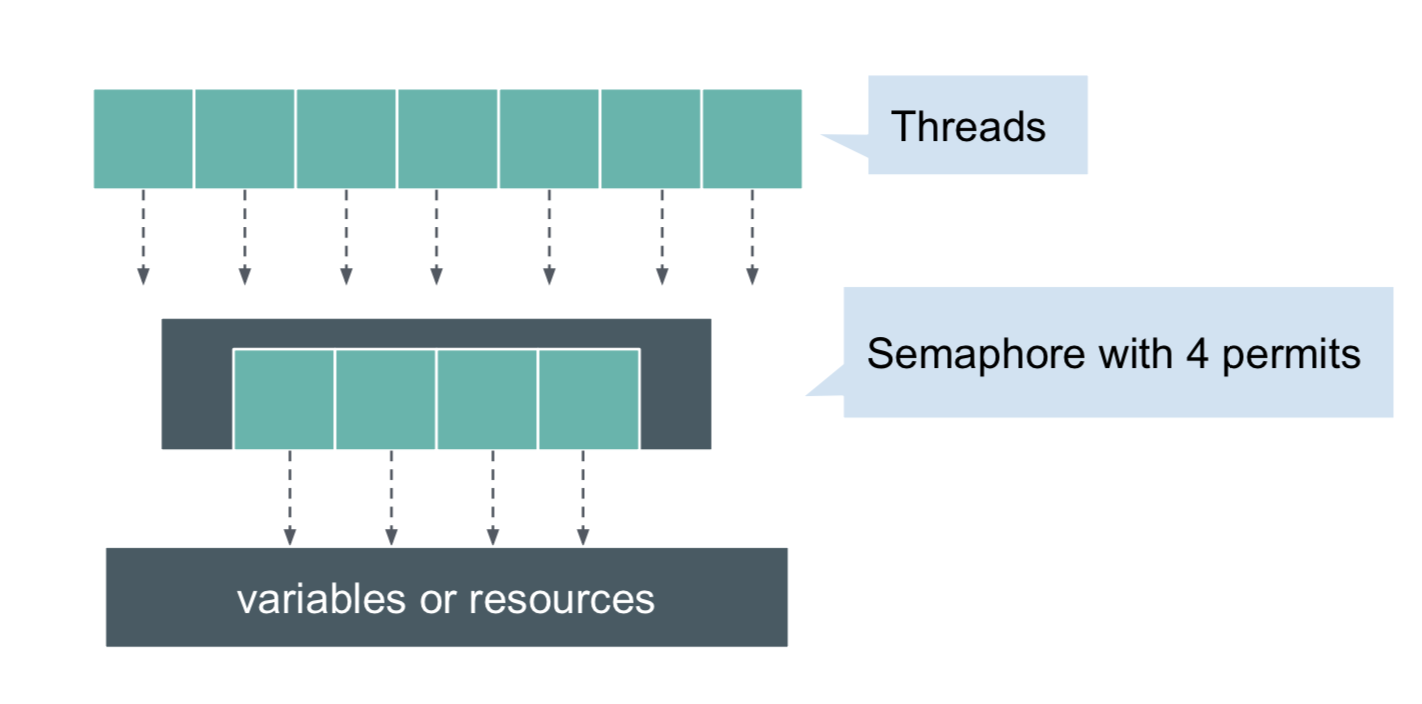 Threads
Semaphore with 4 permits
variables or resources